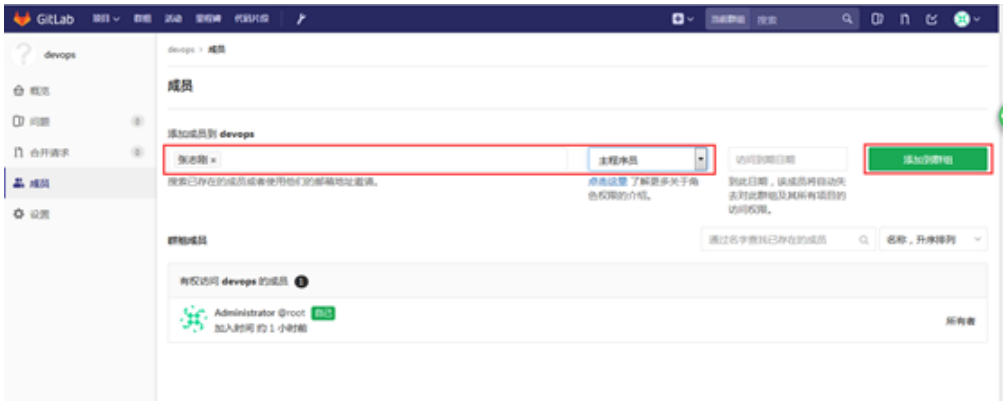 GitLab 项目 群组 活动 里程碑 代码片段 当前群组 搜索
devops
devops > 成员
概览
问题 0
合并请求 0
成员
设置
成员
添加成员到 devops
张志刚 × 主程序员 访问到期日期 添加到群组
搜索已存在的成员或者使用他们的邮箱地址邀请。
点击这里 了解更多关于角
色权限的介绍。
到此日期，该成员将自动失
去对此群组及其所有项目的
访问权限。
群组成员 通过名字查找已存在的成员 名称，升序排列
有权访问 devops 的成员 1
Administrator @root 自己
加入时间 约 1 小时前 所有者